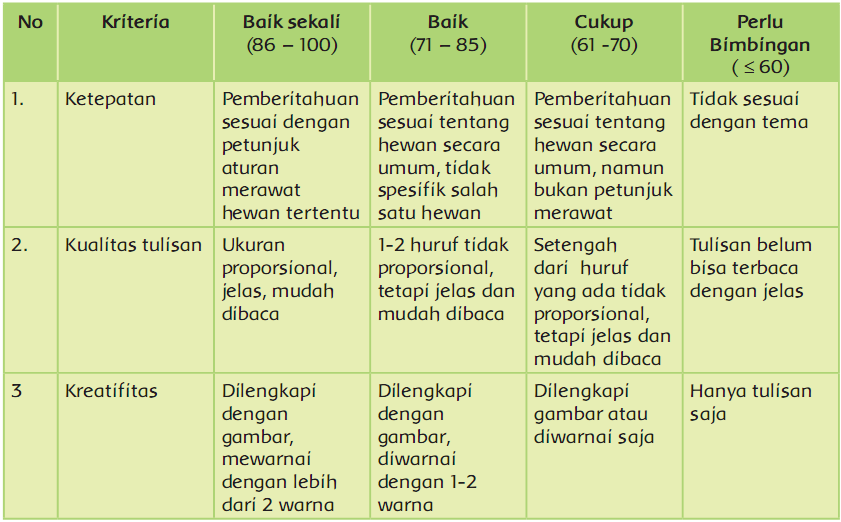 No
Kriteria
Baik sekali
(86 – 100)
Baik
(71 – 85)
Cukup
(61 -70)
Perlu
Bimbingan
( ≤ 60)
1.
Ketepatan
Pemberitahuan
sesuai dengan
petunjuk
aturan
merawat
hewan tertentu
Pemberitahuan
sesuai tentang
hewan secara
umum, tidak
spesifik salah
satu hewan
Pemberitahuan
sesuai tentang
hewan secara
umum, namun
bukan petunjuk
merawat
Tidak sesuai
dengan tema
2.
Kualitas tulisan
Ukuran
proporsional,
jelas, mudah
dibaca
1-2 huruf tidak
proporsional,
tetapi jelas dan
mudah dibaca
Setengah
dari huruf
yang ada tidak
proporsional,
tetapi jelas dan
mudah dibaca
Tulisan belum
bisa terbaca
dengan jelas
3
Kreatifitas
Dilengkapi
dengan
gambar,
mewarnai
dengan lebih
dari 2 warna
Dilengkapi
dengan
gambar,
diwarnai
dengan 1-2
warna
Dilengkapi
gambar atau
diwarnai saja
Hanya tulisan
saja